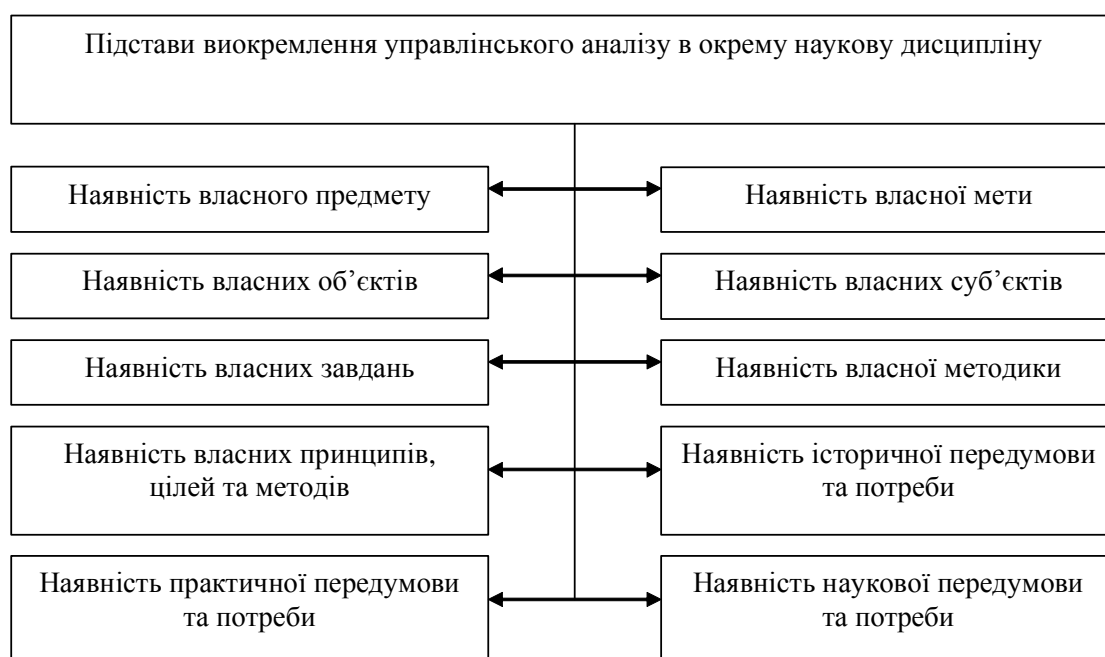 Підстави виокремлення управлінського аналізу в окрему наукову дисципліну
Наявність власного предмету
Наявність власної мети
Наявність власних об’єктів
Наявність власних суб’єктів
Наявність власних завдань
Наявність власної методики
Наявність власних принципів,
цілей та методів
Наявність історичної передумови
та потреби
Наявність практичної передумови
та потреби
Наявність наукової передумови
та потреби